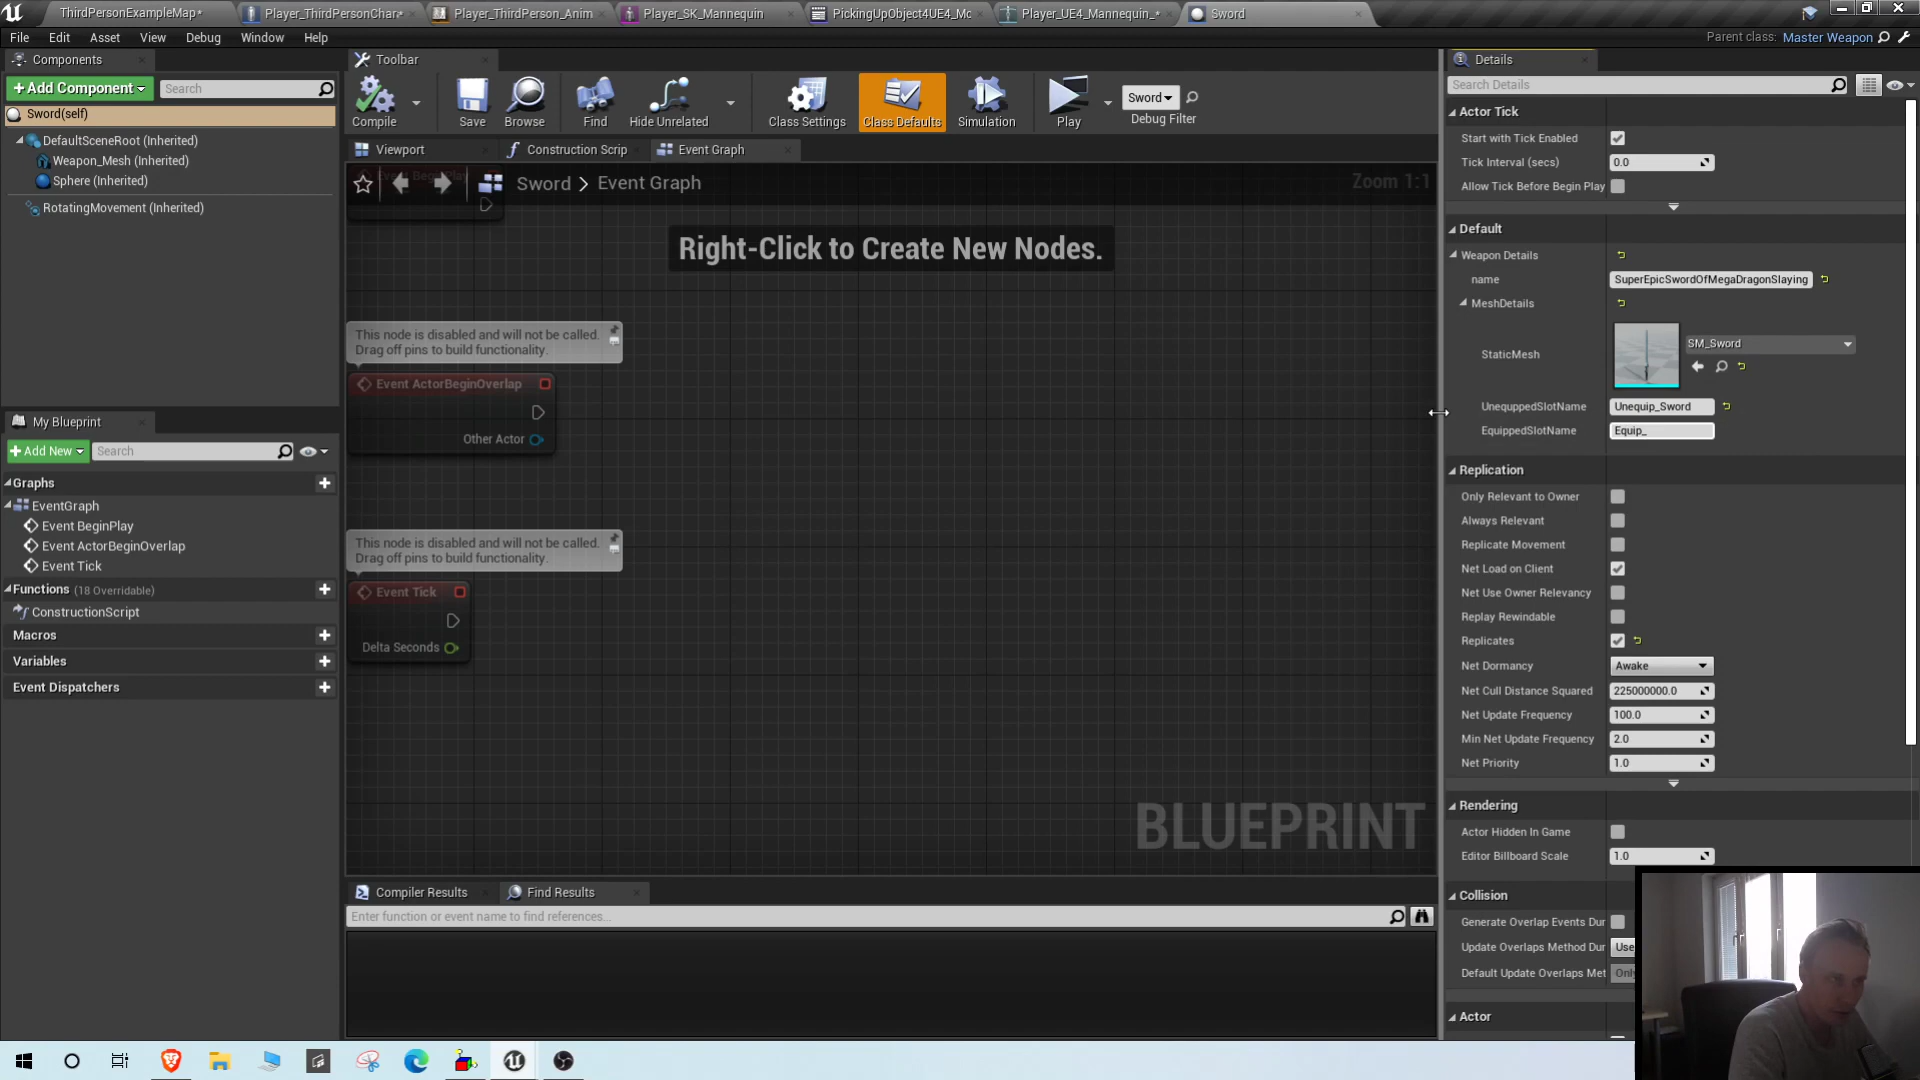 ThirdPersonExampleMap*
Player_ThirdPersonChar*
Player_ThirdPerson_Anim
Player_SK_Mannequin
PickingUpObject4UE4_Mc
Player_UE4_Mannequin_*
Sword
File Edit Asset View Debug Window Help
Parent class: Master Weapon
Components
Toolbar
Details
+ Add Component
Search
Search Details
Sword(self)
DefaultSceneRoot (Inherited)
Weapon_Mesh (Inherited)
Sphere (Inherited)
RotatingMovement (Inherited)
Compile
Save
Browse
Find
Hide Unrelated
Class Settings
Class Defaults
Simulation
Play
Sword
Debug Filter
Viewport
Construction Scrip
Event Graph
Sword > Event Graph
Zoom 1:1
Event BeginPlay
Right-Click to Create New Nodes.
This node is disabled and will not be called.
Drag off pins to build functionality.
Event ActorBeginOverlap
Other Actor
This node is disabled and will not be called.
Drag off pins to build functionality.
Event Tick
Delta Seconds
BLUEPRINT
My Blueprint
+ Add New
Search
Graphs
EventGraph
Event BeginPlay
Event ActorBeginOverlap
Event Tick
Functions (18 Overridable)
ConstructionScript
Macros
Variables
Event Dispatchers
Compiler Results
Find Results
Enter function or event name to find references...
Actor Tick
Start with Tick Enabled
Tick Interval (secs) 0.0
Allow Tick Before Begin Play
Default
Weapon Details
name SuperEpicSwordOfMegaDragonSlaying
MeshDetails
StaticMesh SM_Sword
UnequppedSlotName Unequip_Sword
EquippedSlotName Equip_
Replication
Only Relevant to Owner
Always Relevant
Replicate Movement
Net Load on Client
Net Use Owner Relevancy
Replay Rewindable
Replicates
Net Dormancy Awake
Net Cull Distance Squared 225000000.0
Net Update Frequency 100.0
Min Net Update Frequency 2.0
Net Priority 1.0
Rendering
Actor Hidden In Game
Editor Billboard Scale 1.0
Collision
Generate Overlap Events Dur
Update Overlaps Method Dur Use
Default Update Overlaps Met Only
Actor